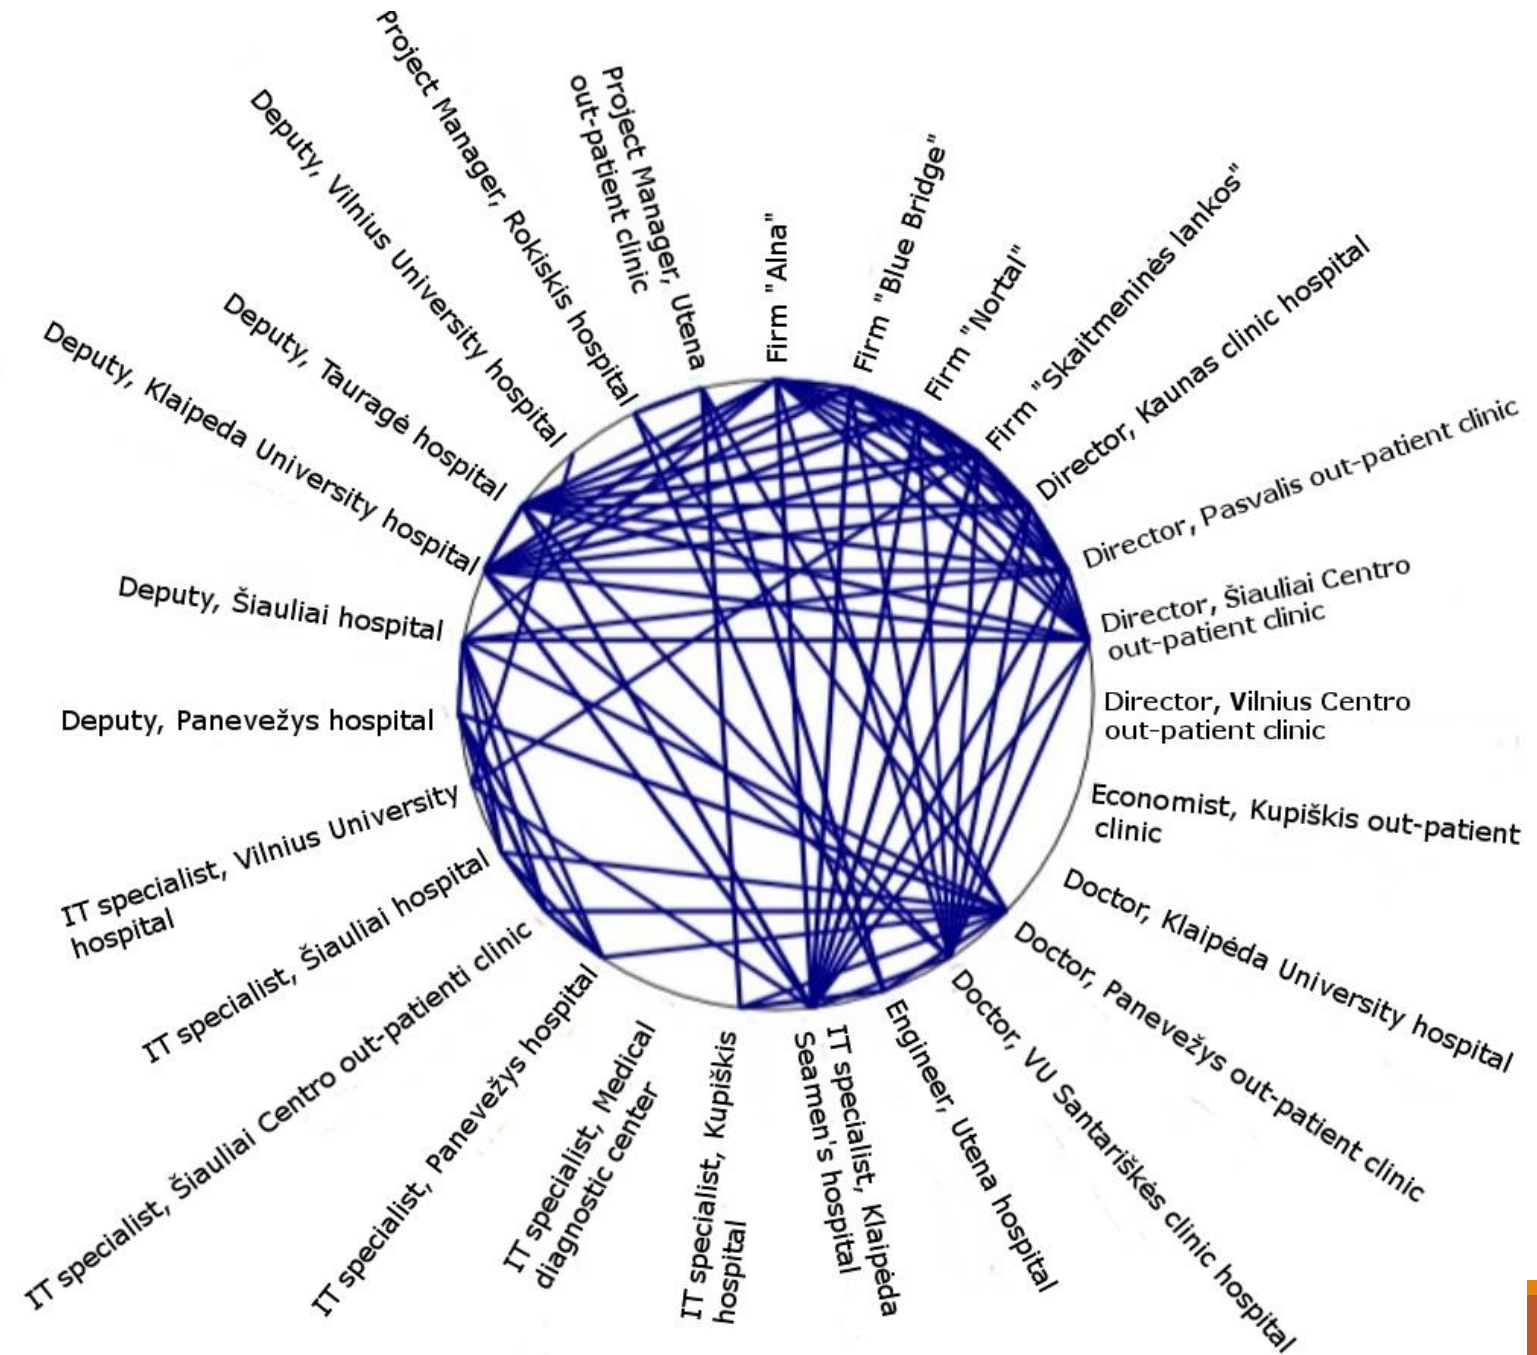 Firm "Alna"
Firm "Blue Bridge"
Firm "Nortal"
Firm "Skaitmeninės lankos"
Director, Kaunas clinic hospital
Director, Pasvalis out-patient clinic
Director, Šiauliai Centro
out-patient clinic
Director, Vilnius Centro
out-patient clinic
Economist, Kupiškis out-patient
clinic
Doctor, Klaipėda University hospital
Doctor, Panevežys out-patient clinic
Doctor, VU Santariškės clinic hospital
Engineer, Utena hospital
IT specialist, Klaipėda
Seamen's hospital
IT specialist, Kupiškis
hospital
IT specialist, Medical
diagnostic center
IT specialist, Panevežys hospital
IT specialist, Šiauliai Centro out-patienti clinic
IT specialist, Šiauliai hospital
IT specialist, Vilnius University
hospital
Deputy, Panevežys hospital
Deputy, Šiauliai hospital
Deputy, Klaipeda University hospital
Deputy, Tauragė hospital
Deputy, Vilnius University hospital
Project Manager, Rokiskis hospital
Project Manager, Utena
out-patient clinic